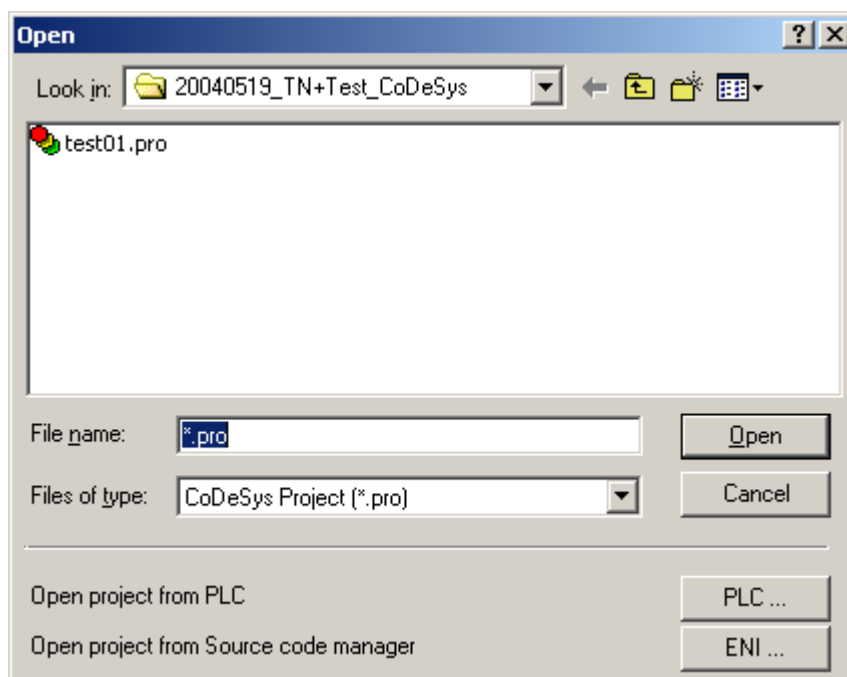 Open
Look in: 20040519_TN+Test_CoDeSys
test01.pro
File name: *.pro Open
Files of type: CoDeSys Project (*.pro) Cancel
Open project from PLC PLC ...
Open project from Source code manager ENI ...